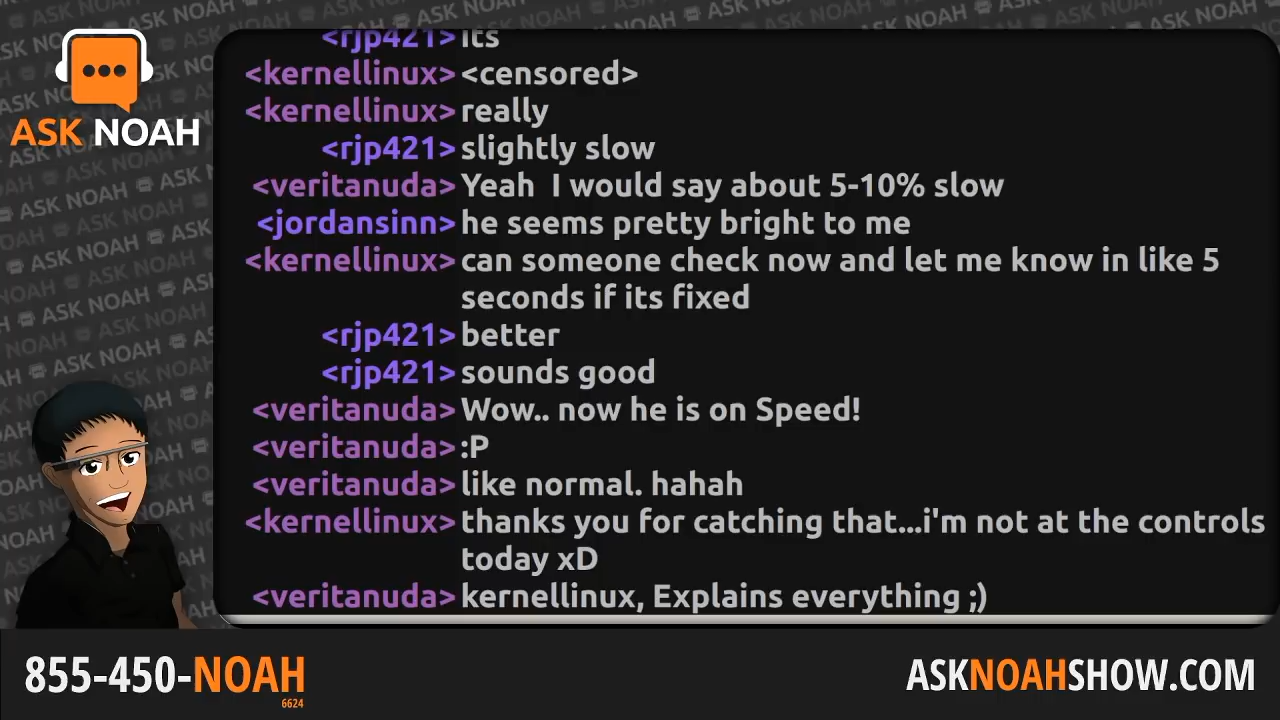 ASK NOAH
<rjp421> its
<kernellinux> <censored>
<kernellinux> really
<rjp421> slightly slow
<veritanuda> Yeah  I would say about 5-10% slow
<jordansinn> he seems pretty bright to me
<kernellinux> can someone check now and let me know in like 5
seconds if its fixed
<rjp421> better
<rjp421> sounds good
<veritanuda> Wow.. now he is on Speed!
<veritanuda> :P
<veritanuda> like normal. hahah
<kernellinux> thanks you for catching that...i'm not at the controls
today xD
<veritanuda> kernellinux, Explains everything ;)
855-450-NOAH
6624
ASKNOAHSHOW.COM